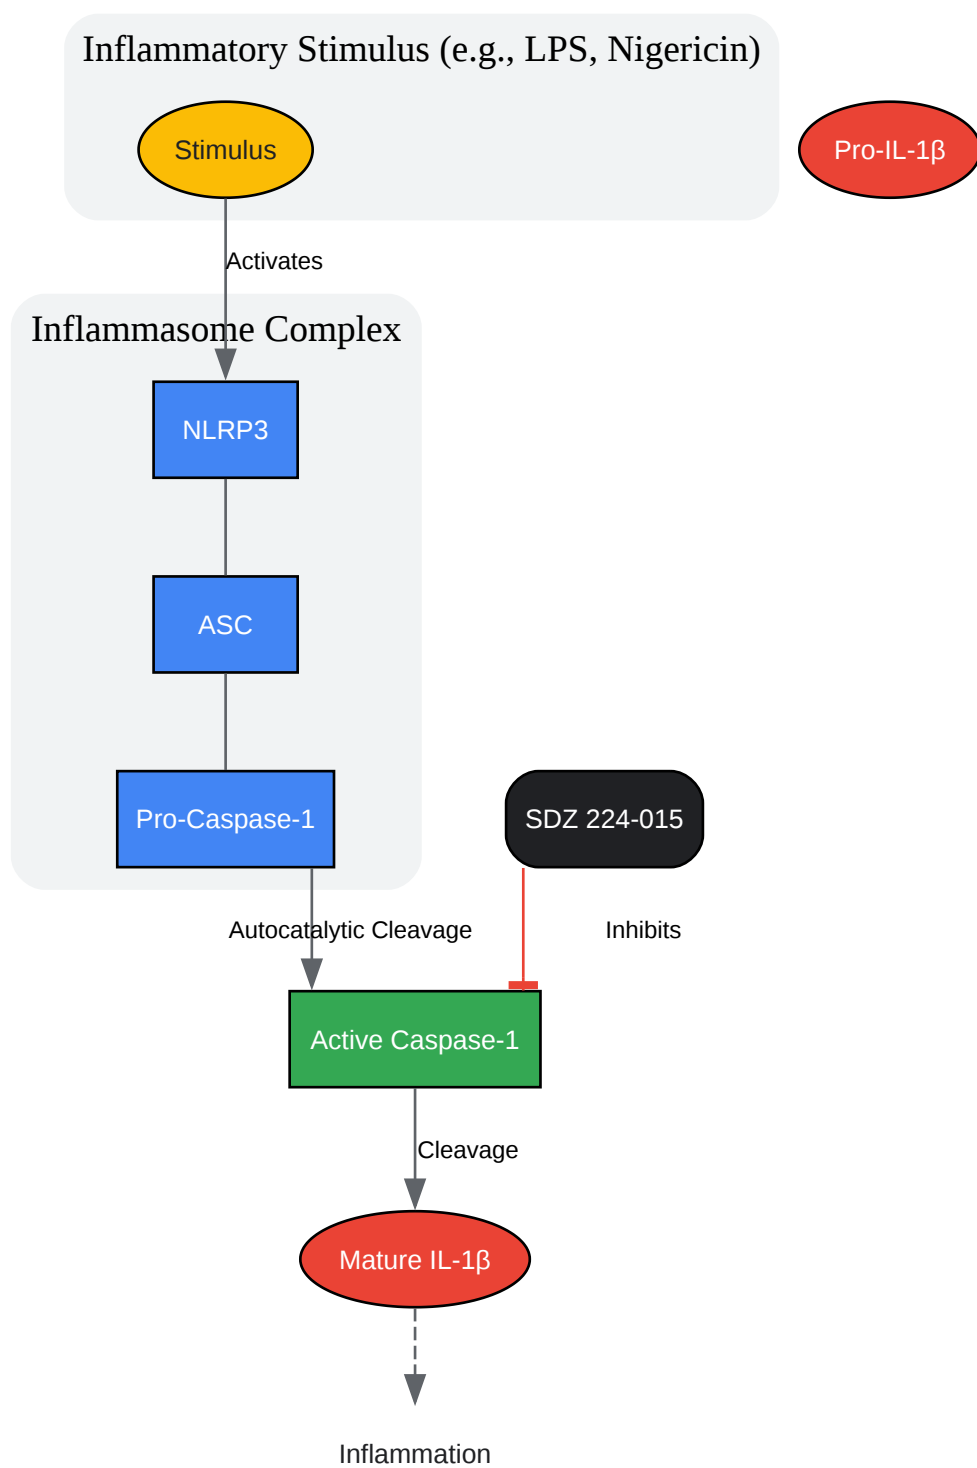 Inflammatory Stimulus (e.g., LPS, Nigericin)
Stimulus
Pro-IL-1β
Activates
Inflammasome Complex
NLRP3
ASC
Pro-Caspase-1
SDZ 224-015
Autocatalytic Cleavage
Inhibits
Active Caspase-1
Cleavage
Mature IL-1β
Inflammation